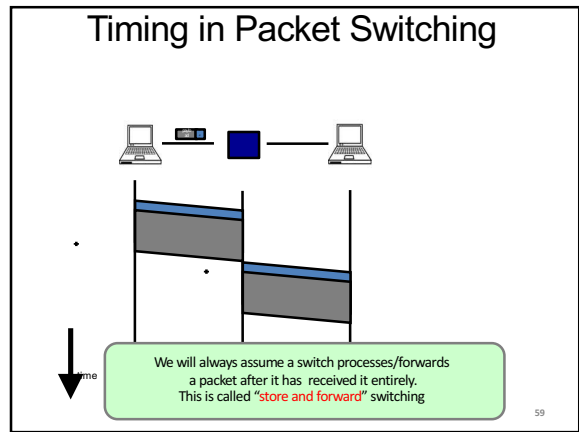 Timing in Packet Switching
time
We will always assume a switch processes/forwards
a packet after it has received it entirely.
This is called “store and forward” switching
59